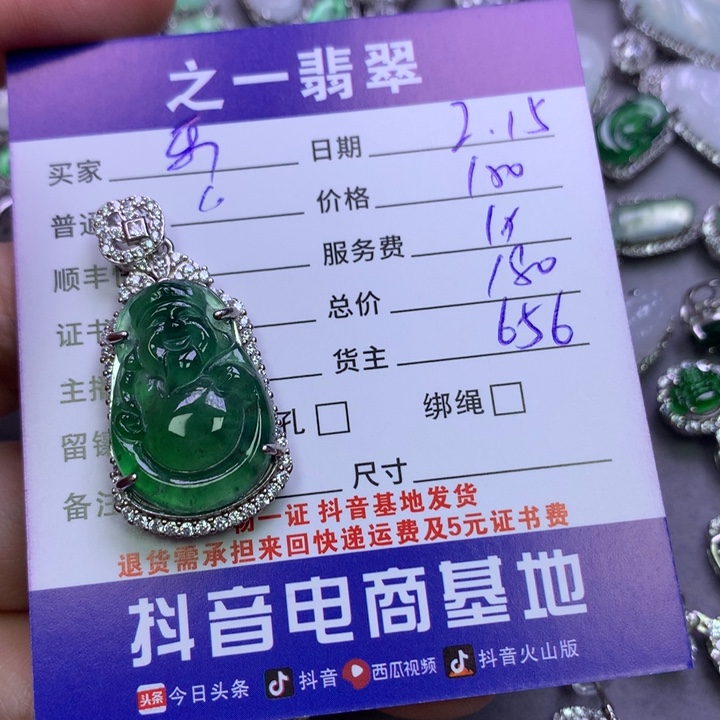 之一翡翠
买家 日期 2.15
普通 价格 100
顺丰 服务费
证书 总价 180
主播 货主 656
留 孔 □ 绑绳 □
备注 尺寸
物一证 抖音基地发货
退货需承担来回快递运费及5元证书费
抖音电商基地
头条 今日头条 抖音 西瓜视频 抖音火山版